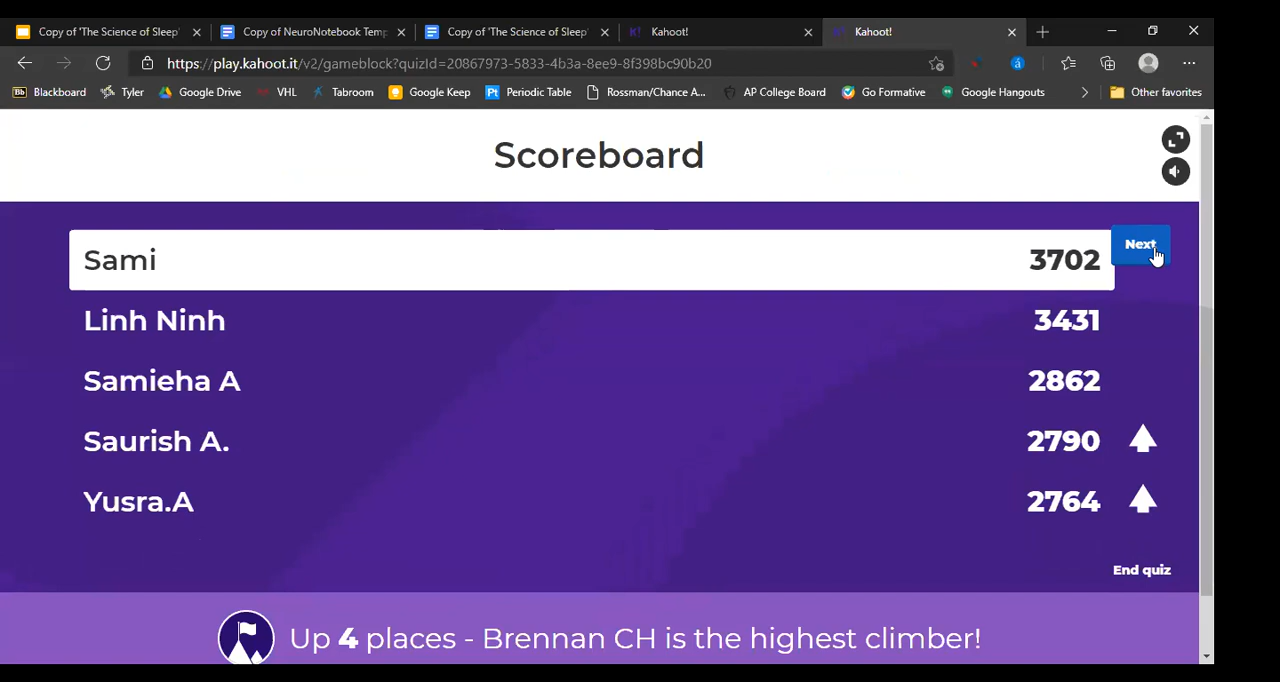 Copy of 'The Science of Sleep' Copy of NeuroNotebook Temp Copy of 'The Science of Sleep' K! Kahoot! Kahoot!
https://play.kahoot.it/v2/gameblock?quizId=20867973-5833-4b3a-8ee9-8f398bc90b20
Bb Blackboard Tyler Google Drive VHL Tabroom Google Keep Pt Periodic Table Rossman/Chance A... AP College Board Go Formative Google Hangouts Other favorites
Scoreboard
Next
Sami 3702
Linh Ninh 3431
Samieha A 2862
Saurish A. 2790
Yusra.A 2764
End quiz
Up 4 places - Brennan CH is the highest climber!